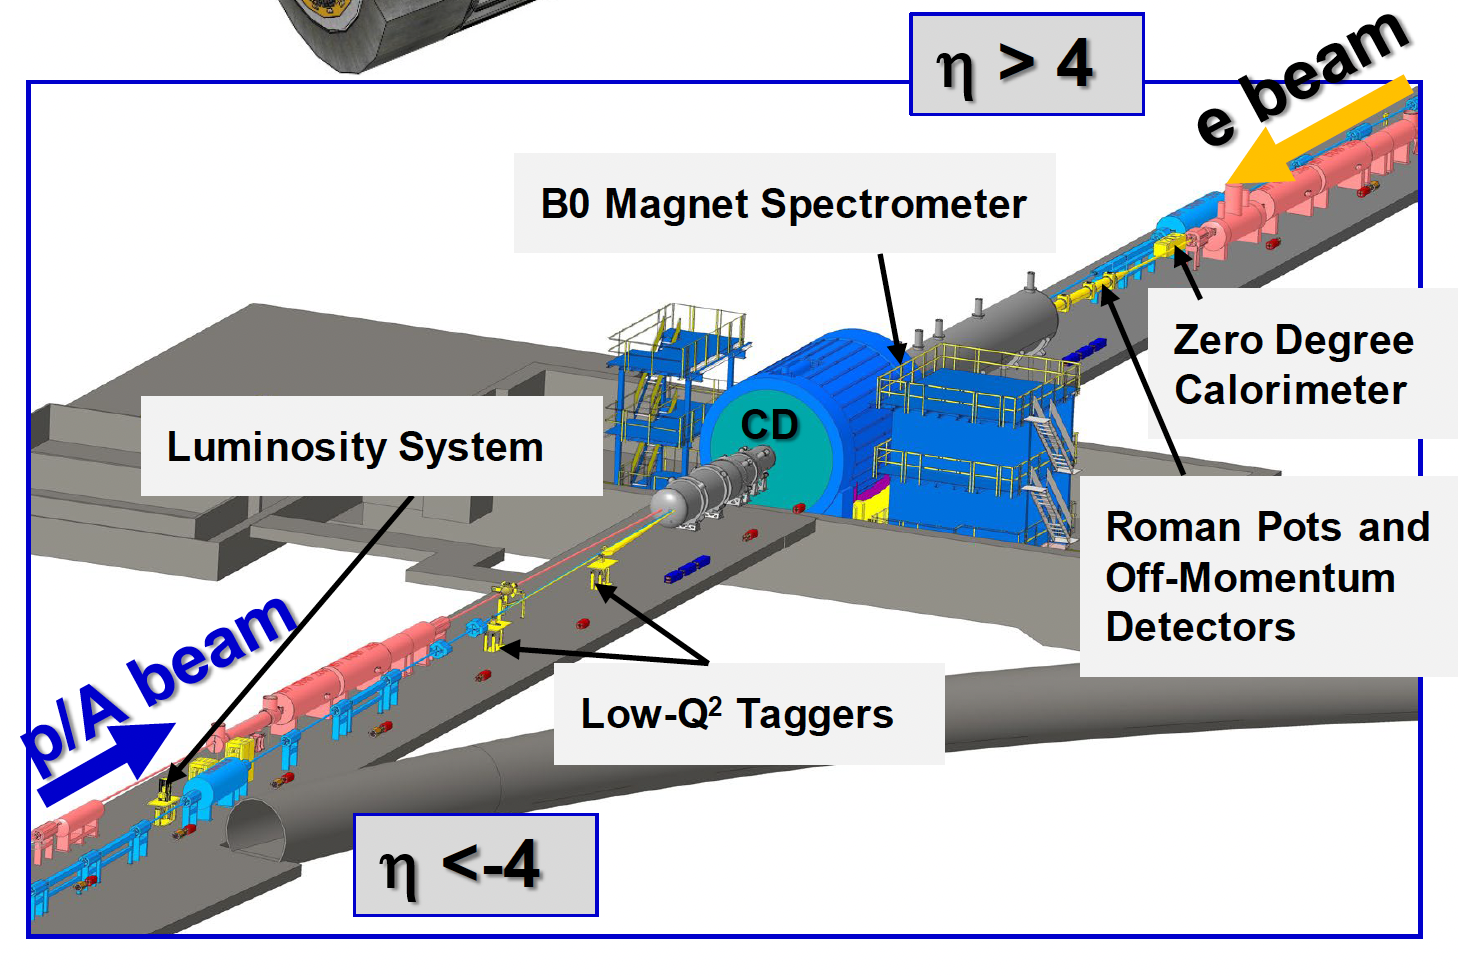 η > 4
e beam
B0 Magnet Spectrometer
Zero Degree
Calorimeter
CD
Luminosity System
Roman Pots and
Off-Momentum
Detectors
p/A beam
Low-Q² Taggers
η <-4